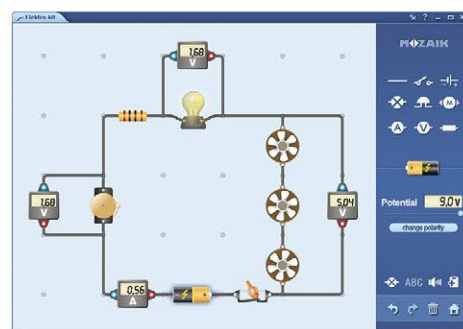 Elektro kit
?
1.68
V
MOZAIK
M
A
V
1.68
V
5.04
V
Potential 9.0 V
change polarity
0.56
A
ABC